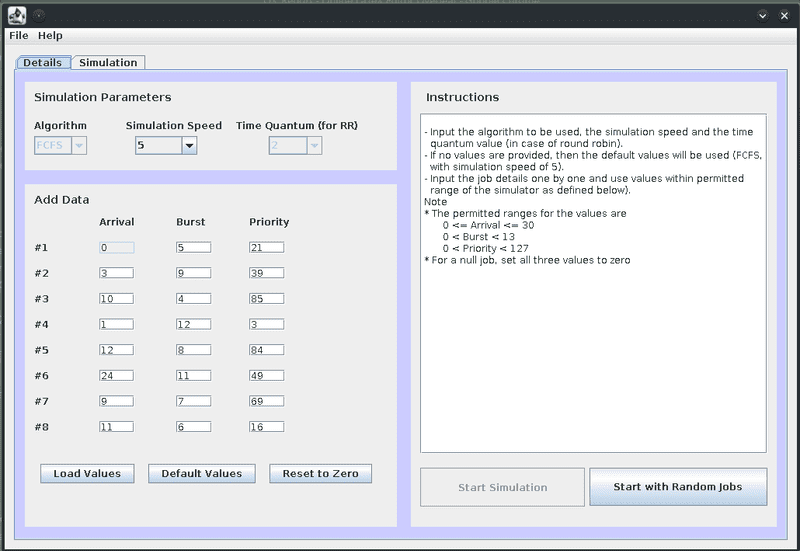 File Help
Details Simulation
Simulation Parameters
Algorithm Simulation Speed Time Quantum (for RR)
FCFS 5 2
Add Data
Arrival Burst Priority
#1 0 5 21
#2 3 9 39
#3 10 4 85
#4 1 12 3
#5 12 8 84
#6 24 11 49
#7 9 7 69
#8 11 6 16
Load Values Default Values Reset to Zero
Instructions
- Input the algorithm to be used, the simulation speed and the time
quantum value (in case of round robin).
- If no values are provided, then the default values will be used (FCFS,
with simulation speed of 5).
- Input the job details one by one and use values within permitted
range of the simulator as defined below).
Note
* The permitted ranges for the values are
0 <= Arrival <= 30
0 < Burst < 13
0 < Priority < 127
* For a null job, set all three values to zero
Start Simulation Start with Random Jobs